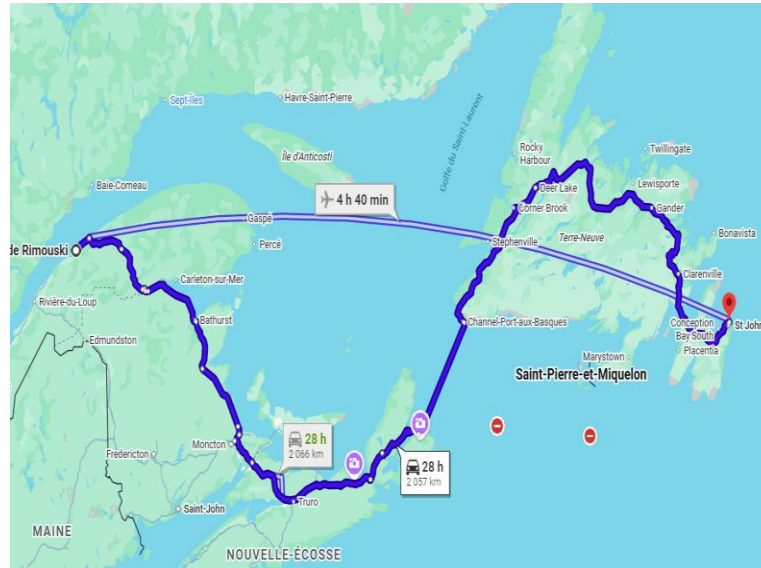 Sept-Îles
Havre-Saint-Pierre
Île d'Anticosti
Golfe du Saint-Laurent
Rocky
Harbour
Twillingate
Baie-Comeau
4 h 40 min
Deer Lake
Lewisporte
Corner Brook
Gander
Gaspé
de Rimouski
Percé
Stephenville
Terre-Neuve
Bonavista
Carleton-sur-Mer
Clarenville
Rivière-du-Loup
Bathurst
Channel-Port-aux-Basques
Conception
Bay South
St John
Edmundston
Marystown
Placentia
Saint-Pierre-et-Miquelon
Moncton
28 h
2 066 km
Fredericton
28 h
2 057 km
Truro
Saint-John
MAINE
NOUVELLE-ÉCOSSE